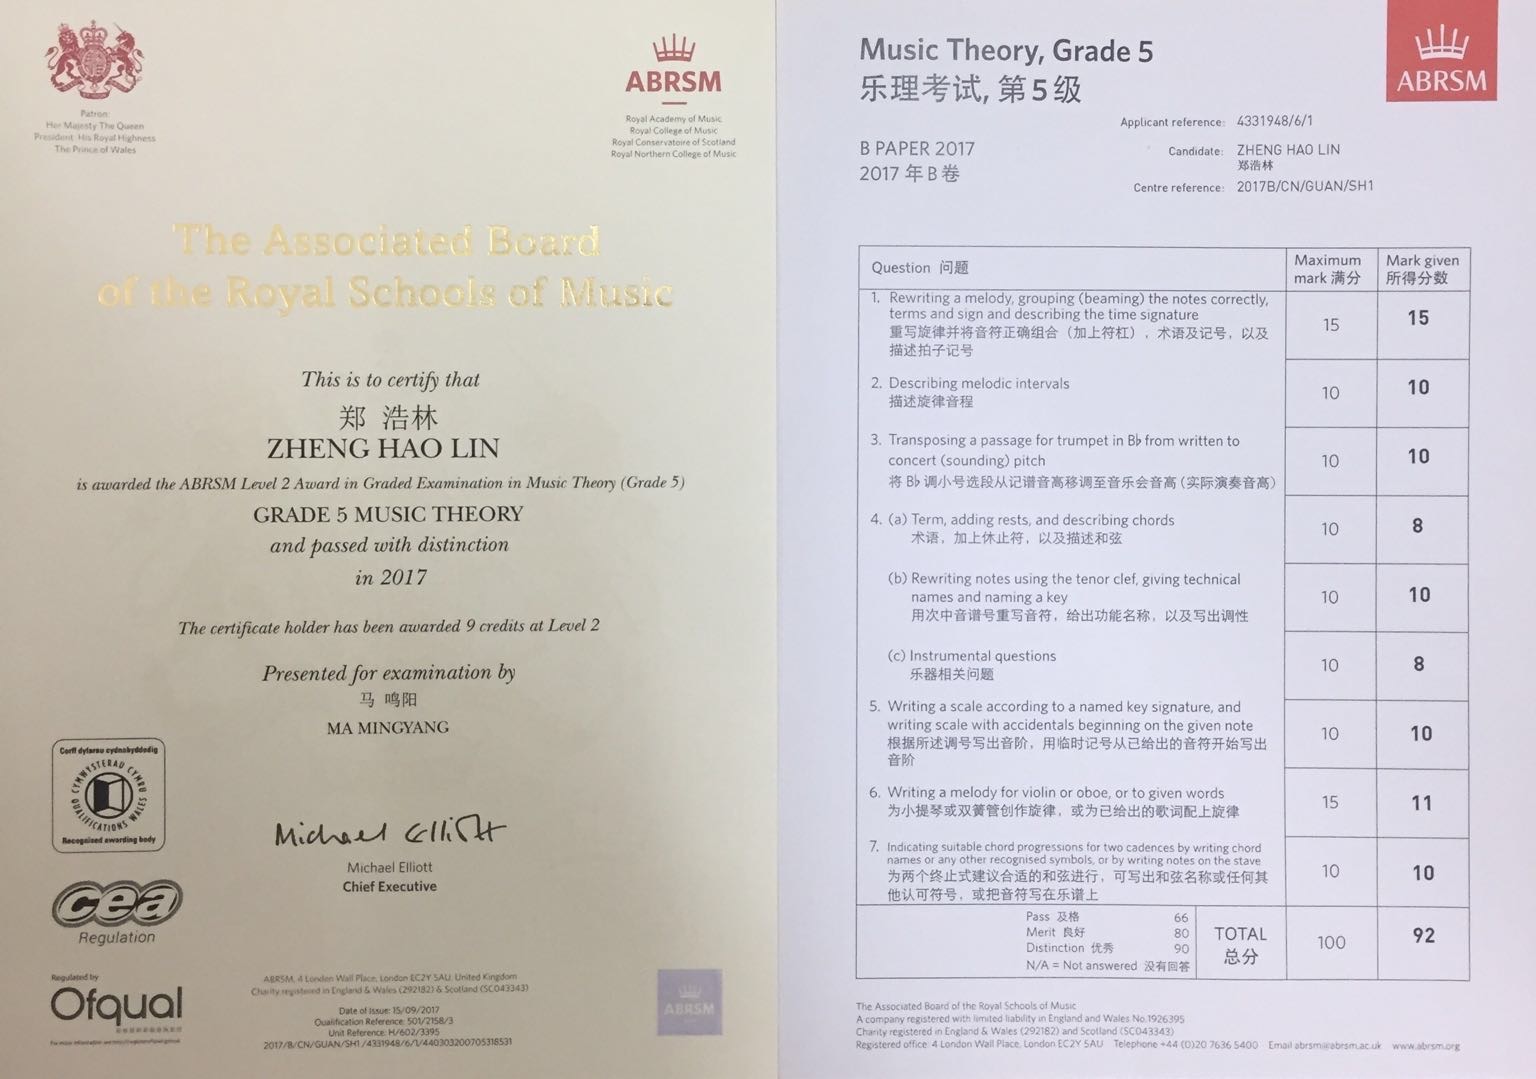 Patron:
Her Majesty The Queen
President: His Royal Highness
The Prince of Wales
ABRSM
Royal Academy of Music
Royal College of Music
Royal Conservatoire of Scotland
Royal Northern College of Music
The Associated Board
of the Royal Schools of Music
This is to certify that
郑 浩林
ZHENG HAO LIN
is awarded the ABRSM Level 2 Award in Graded Examination in Music Theory (Grade 5)
GRADE 5 MUSIC THEORY
and passed with distinction
in 2017
The certificate holder has been awarded 9 credits at Level 2
Presented for examination by
马 鸣阳
MA MINGYANG
Corff dyfarnu cydnabyddedig
CYMWYSTERAU CYMRU
QUALIFICATIONS WALES
Recognised awarding body
Michael Elliott
Michael Elliott
Chief Executive
cea
Regulation
Regulated by
Ofqual
ABRSM, 4 London Wall Place, London EC2Y 5AU, United Kingdom
Charity registered in England & Wales (292182) & Scotland (SC043343)
Date of Issue: 15/09/2017
Qualification Reference: 501/2158/3
Unit Reference: H/602/3395
2017/B/CN/GUAN/SH1/4331948/6/1/440303200705318531
ABRSM
Music Theory, Grade 5
乐理考试, 第5级
ABRSM
B PAPER 2017
2017 年 B 卷
Applicant reference: 4331948/6/1
Candidate: ZHENG HAO LIN
郑浩林
Centre reference: 2017B/CN/GUAN/SH1
Question 问题 Maximum mark 满分 Mark given 所得分数
1. Rewriting a melody, grouping (beaming) the notes correctly,
terms and sign and describing the time signature
重写旋律并将音符正确组合（加上符杠），术语及记号，以及
描述拍子记号
15 15
2. Describing melodic intervals
描述旋律音程
10 10
3. Transposing a passage for trumpet in B♭ from written to
concert (sounding) pitch
将 B♭ 调小号选段从记谱音高移调至音乐会音高（实际演奏音高）
10 10
4. (a) Term, adding rests, and describing chords
术语，加上休止符，以及描述和弦
10 8
(b) Rewriting notes using the tenor clef, giving technical
names and naming a key
用次中音谱号重写音符，给出功能名称，以及写出调性
10 10
(c) Instrumental questions
乐器相关问题
10 8
5. Writing a scale according to a named key signature, and
writing scale with accidentals beginning on the given note
根据所述调号写出音阶，用临时记号从已给出的音符开始写出
音阶
10 10
6. Writing a melody for violin or oboe, or to given words
为小提琴或双簧管创作旋律，或为已给出的歌词配上旋律
15 11
7. Indicating suitable chord progressions for two cadences by writing chord
names or any other recognised symbols, or by writing notes on the stave
为两个终止式建议合适的和弦进行，可写出和弦名称或任何其
他认可符号，或把音符写在乐谱上
10 10
Pass 及格 66
Merit 良好 80
Distinction 优秀 90
N/A = Not answered 没有回答
TOTAL
总分
100 92
The Associated Board of the Royal Schools of Music
A company registered with limited liability in England and Wales No.1926395
Charity registered in England & Wales (292182) and Scotland (SC043343)
Registered office: 4 London Wall Place, London EC2Y 5AU Telephone +44 (0)20 7636 5400 Email abrsm@abrsm.ac.uk www.abrsm.org